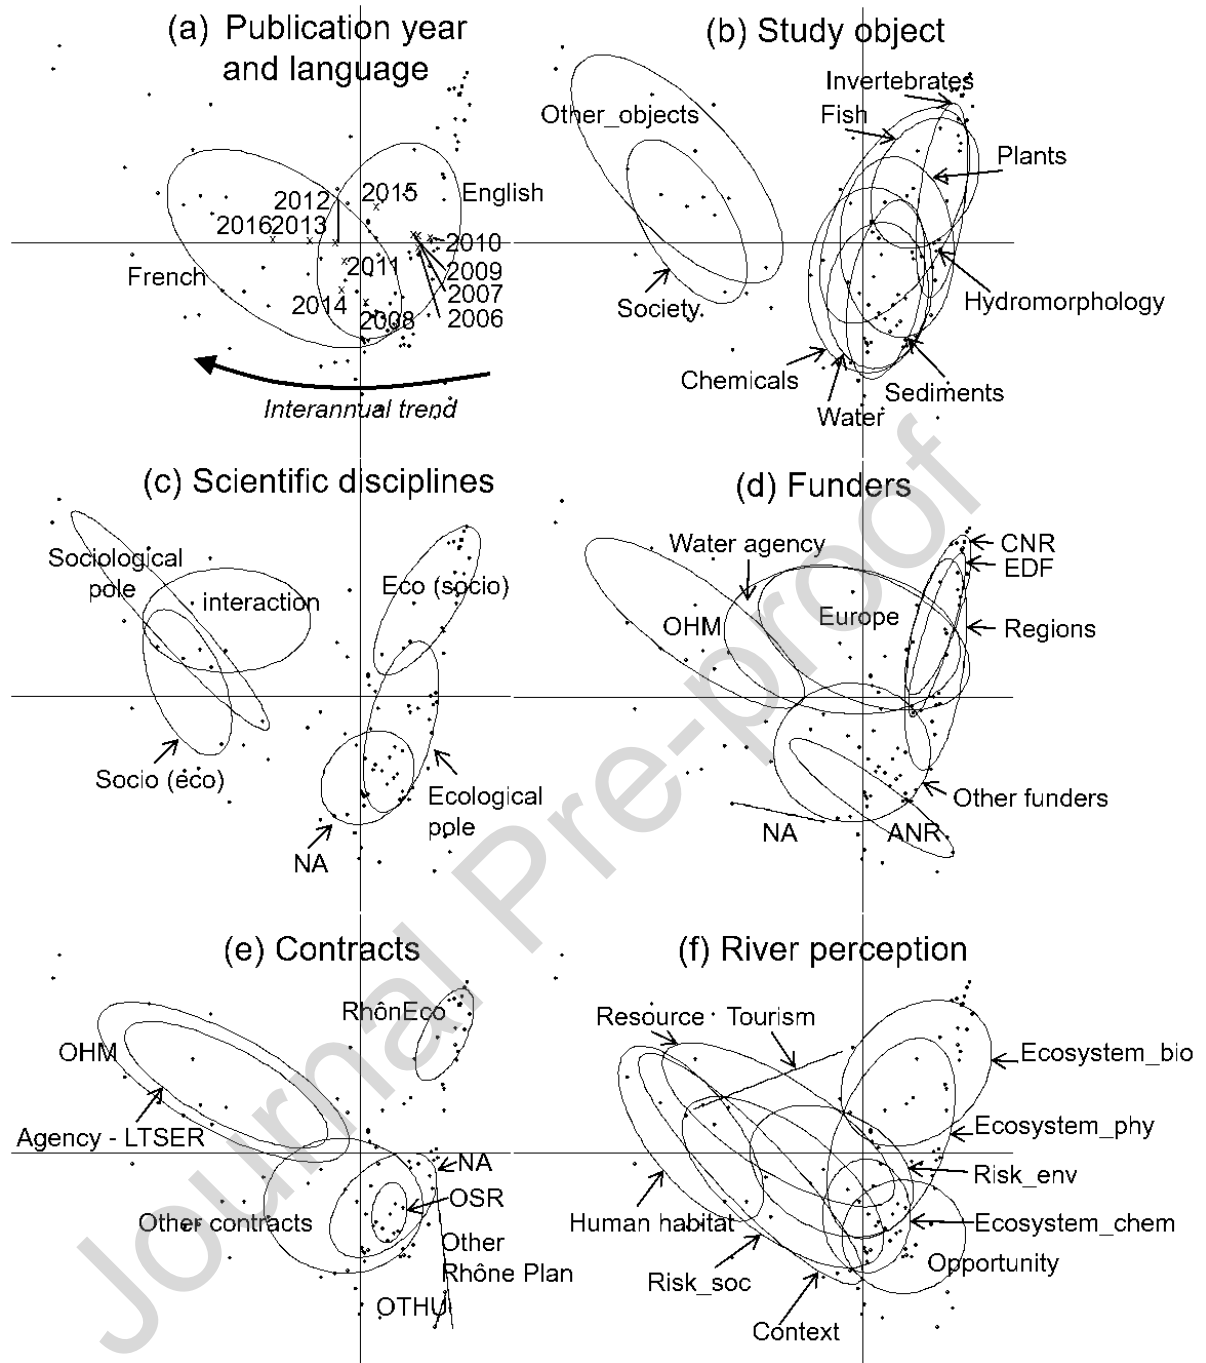 (a) Publication year
and language
2012
2015
English
20162013
2010
French
2011
2009
2014
2007
2008
2006
Interannual trend
(b) Study object
Invertebrates
Other_objects
Fish
Plants
Society
Hydromorphology
Chemicals
Sediments
Water
(c) Scientific disciplines
Sociological
pole
interaction
Eco (socio)
Socio (eco)
Ecological
pole
NA
(d) Funders
Water agency
CNR
EDF
OHM
Europe
Regions
Other funders
NA
ANR
(e) Contracts
RhônEco
OHM
Agency - LTSER
NA
OSR
Other contracts
Other
Rhône Plan
OTHU
(f) River perception
Resource
Tourism
Ecosystem_bio
Ecosystem_phy
Risk_env
Human habitat
Ecosystem_chem
Opportunity
Risk_soc
Context
Journal Pre-proof